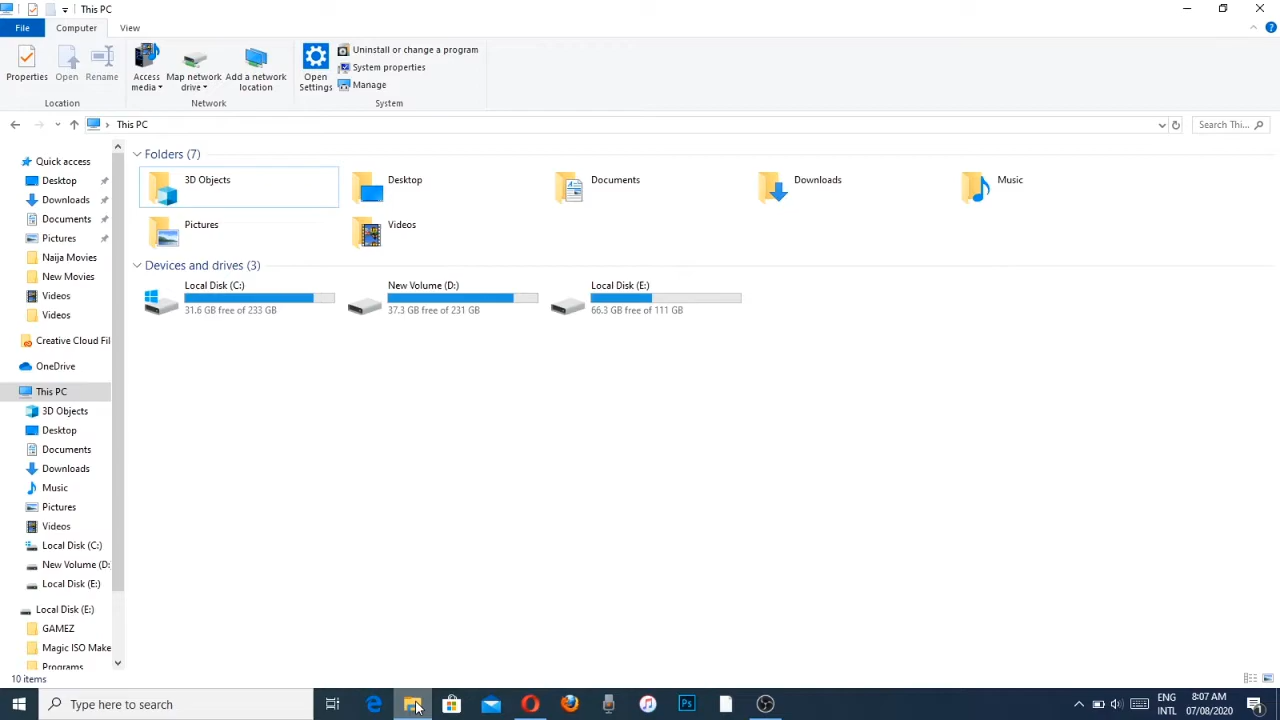 This PC
File
Computer
View
Properties
Open
Rename
Access media
Map network drive
Add a network location
Open Settings
Uninstall or change a program
System properties
Manage
Location
Network
System
This PC
Search Thi...
Quick access
Desktop
Downloads
Documents
Pictures
Naija Movies
New Movies
Videos
Videos
Creative Cloud Fil
OneDrive
This PC
3D Objects
Desktop
Documents
Downloads
Music
Pictures
Videos
Local Disk (C:)
New Volume (D:
Local Disk (E:)
Local Disk (E:)
GAMEZ
Magic ISO Make
Programs
Folders (7)
3D Objects
Desktop
Documents
Downloads
Music
Pictures
Videos
Devices and drives (3)
Local Disk (C:)
31.6 GB free of 233 GB
New Volume (D:)
37.3 GB free of 231 GB
Local Disk (E:)
66.3 GB free of 111 GB
10 items
Type here to search
Ps
ENG
INTL
8:07 AM
07/08/2020